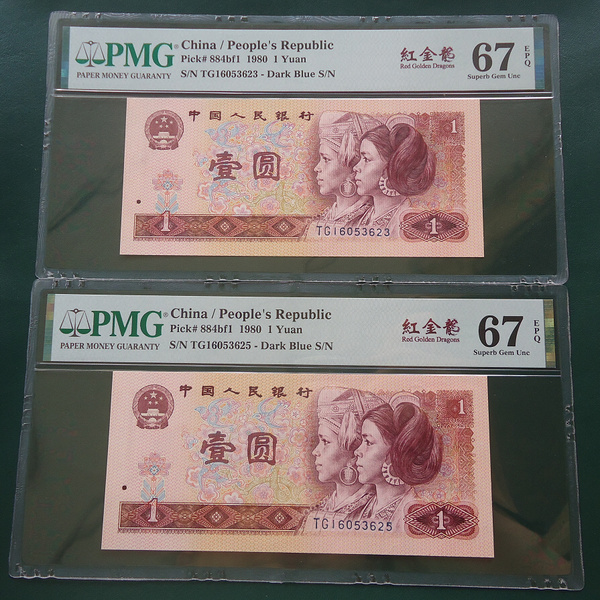 PMG
PAPER MONEY GUARANTY
China / People's Republic
Pick# 884bf1 1980 1 Yuan
S/N TG16053623 - Dark Blue S/N
紅金龍
Red Golden Dragons
67
EPQ
Superb Gem Unc
中国人民银行
1
壹圆
1
TG16053623
1
PMG
PAPER MONEY GUARANTY
China / People's Republic
Pick# 884bf1 1980 1 Yuan
S/N TG16053625 - Dark Blue S/N
紅金龍
Red Golden Dragons
67
EPQ
Superb Gem Unc
中国人民银行
1
壹圆
1
TG16053625
1